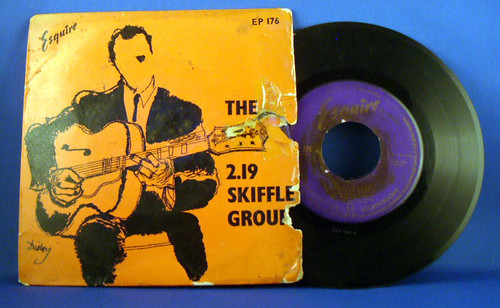 Esquire
EP 176
THE
2.19
SKIFFLE
GROUP
Esquire